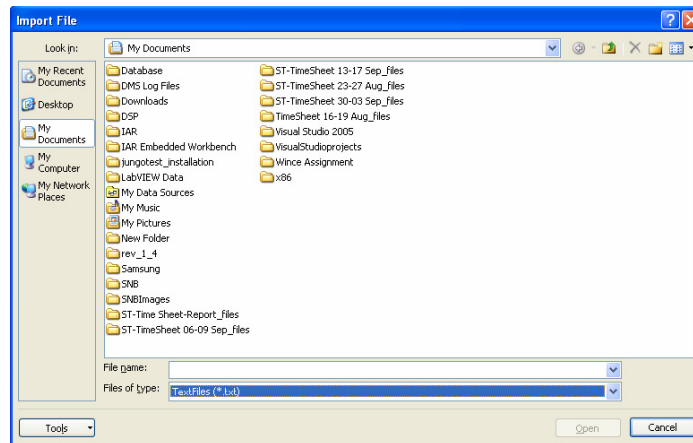 Import File
Look in:
My Documents
My Recent
Documents
Desktop
My
Documents
My
Computer
My Network
Places
Database
DMS Log Files
Downloads
DSP
IAR
IAR Embedded Workbench
jungotest_installation
LabVIEW Data
My Data Sources
My Music
My Pictures
New Folder
rev_1_4
Samsung
SNB
SNBImages
ST-Time Sheet-Report_files
ST-TimeSheet 06-09 Sep_files
ST-TimeSheet 13-17 Sep_files
ST-TimeSheet 23-27 Aug_files
ST-TimeSheet 30-03 Sep_files
TimeSheet 16-19 Aug_files
Visual Studio 2005
VisualStudioprojects
Wince Assignment
x86
File name:
Files of type:
TextFiles (*.txt)
Tools
Open
Cancel